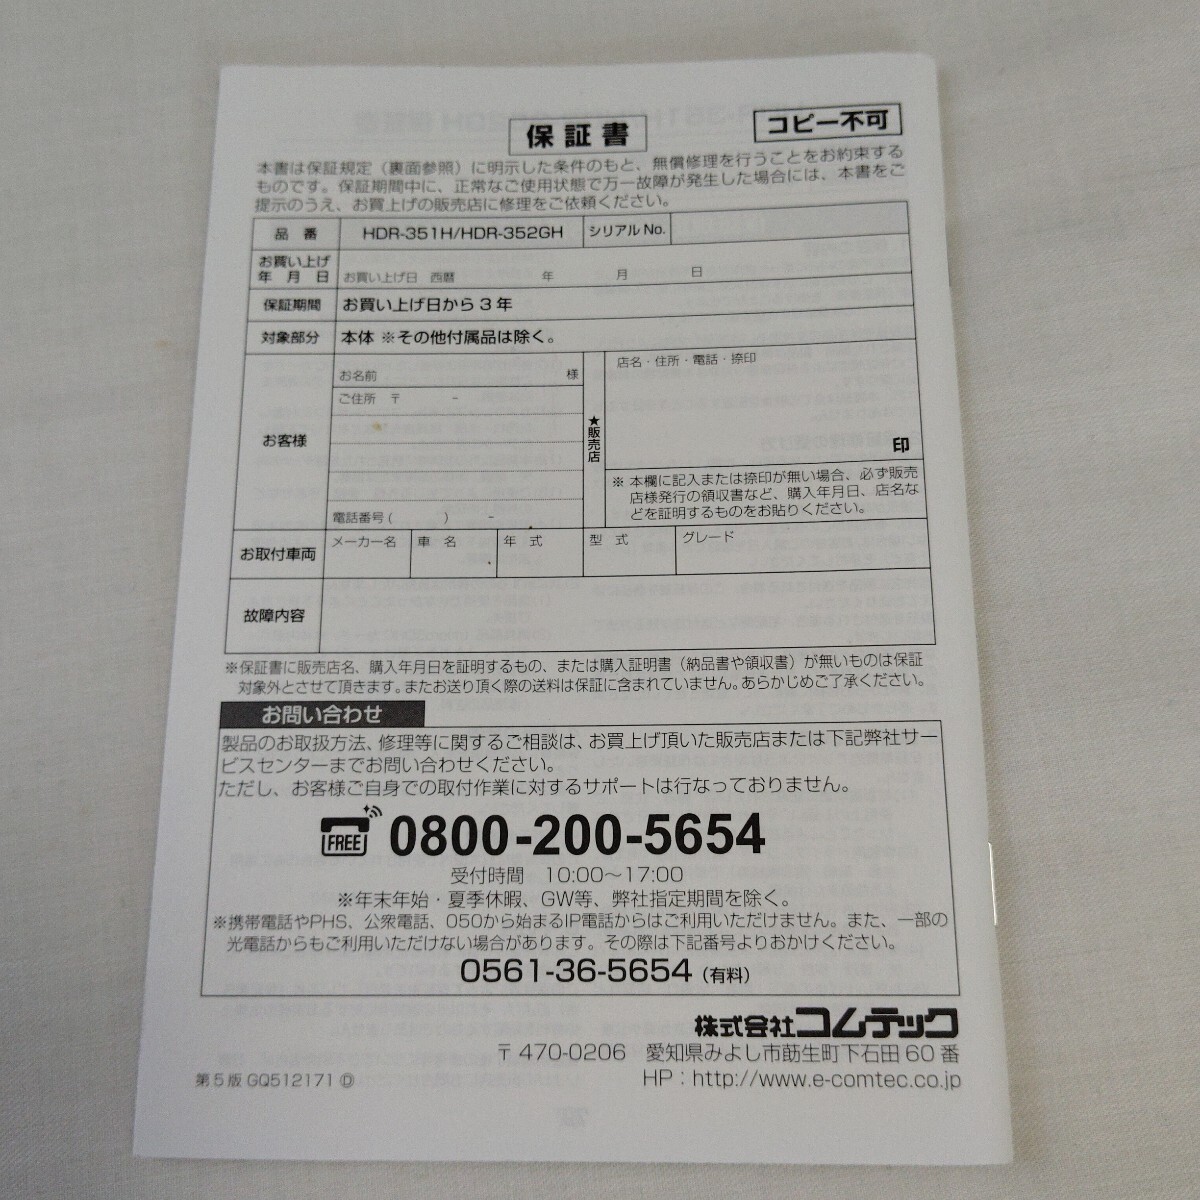 保証書
コピー不可
本書は保証規定（裏面参照）に明示した条件のもと、無償修理を行うことをお約束する
ものです。保証期間中に、正常なご使用状態で万一故障が発生した場合には、本書をご
提示のうえ、お買上げの販売店に修理をご依頼ください。
品 番 HDR-351H/HDR-352GH シリアルNo.
お買い上げ
年 月 日 お買い上げ日 西暦 年 月 日
保証期間 お買い上げ日から3年
対象部分 本体 ※その他付属品は除く。
お客様
お名前 様
ご住所 〒 -
電話番号( ) -
★販売店
店名・住所・電話・捺印
印
※ 本欄に記入または捺印が無い場合、必ず販売
店様発行の領収書など、購入年月日、店名な
どを証明するものをお貼りください。
お取付車両 メーカー名 車 名 年 式 型 式 グレード
故障内容
※保証書に販売店名、購入年月日を証明するもの、または購入証明書（納品書や領収書）が無いものは保証
対象外とさせて頂きます。またお送り頂く際の送料は保証に含まれていません。あらかじめご了承ください。
お問い合わせ
製品のお取扱方法、修理等に関するご相談は、お買上げ頂いた販売店または下記弊社サー
ビスセンターまでお問い合わせください。
ただし、お客様ご自身での取付作業に対するサポートは行なっておりません。
FREE 0800-200-5654
受付時間 10:00～17:00
※年末年始・夏季休暇、GW等、弊社指定期間を除く。
※携帯電話やPHS、公衆電話、050から始まるIP電話からはご利用いただけません。また、一部の
光電話からもご利用いただけない場合があります。その際は下記番号よりおかけください。
0561-36-5654（有料）
株式会社コムテック
〒470-0206 愛知県みよし市莇生町下石田60番
第5版 GQ512171 Ⓓ HP：http://www.e-comtec.co.jp